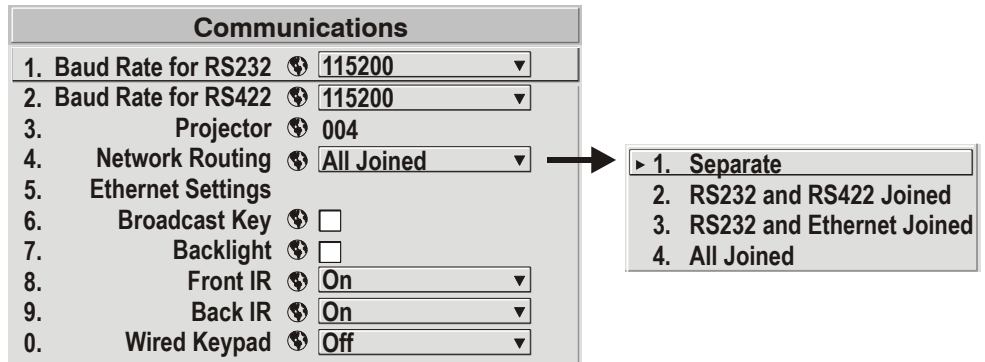 Communications
1. Baud Rate for RS232 115200
2. Baud Rate for RS422 115200
3. Projector 004
4. Network Routing All Joined
5. Ethernet Settings
6. Broadcast Key
7. Backlight
8. Front IR On
9. Back IR On
0. Wired Keypad Off
1. Separate
2. RS232 and RS422 Joined
3. RS232 and Ethernet Joined
4. All Joined